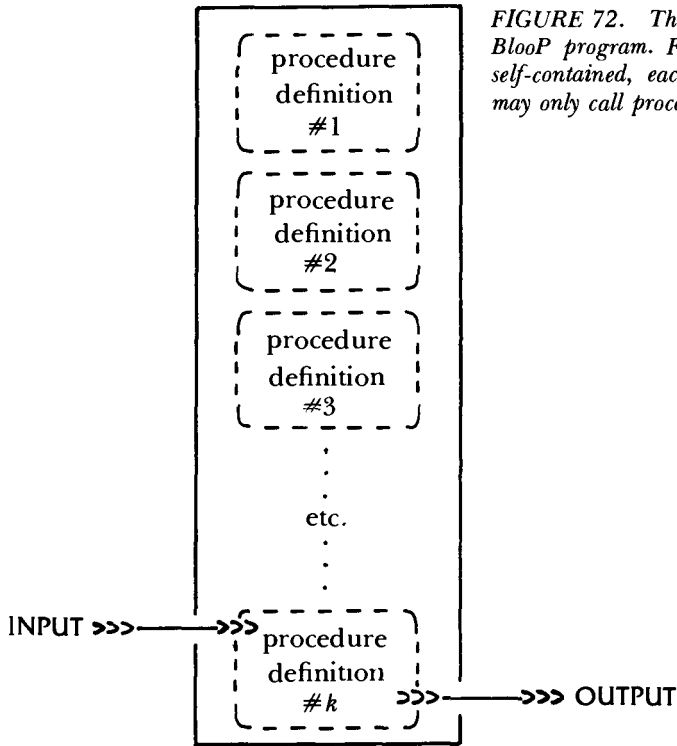 FIGURE 72. Th
BlooP program. F
self-contained, eac
may only call proce
procedure
definition
#1
procedure
definition
#2
procedure
definition
#3
etc.
INPUT >>> >>> procedure
definition
#k >>> >>> OUTPUT